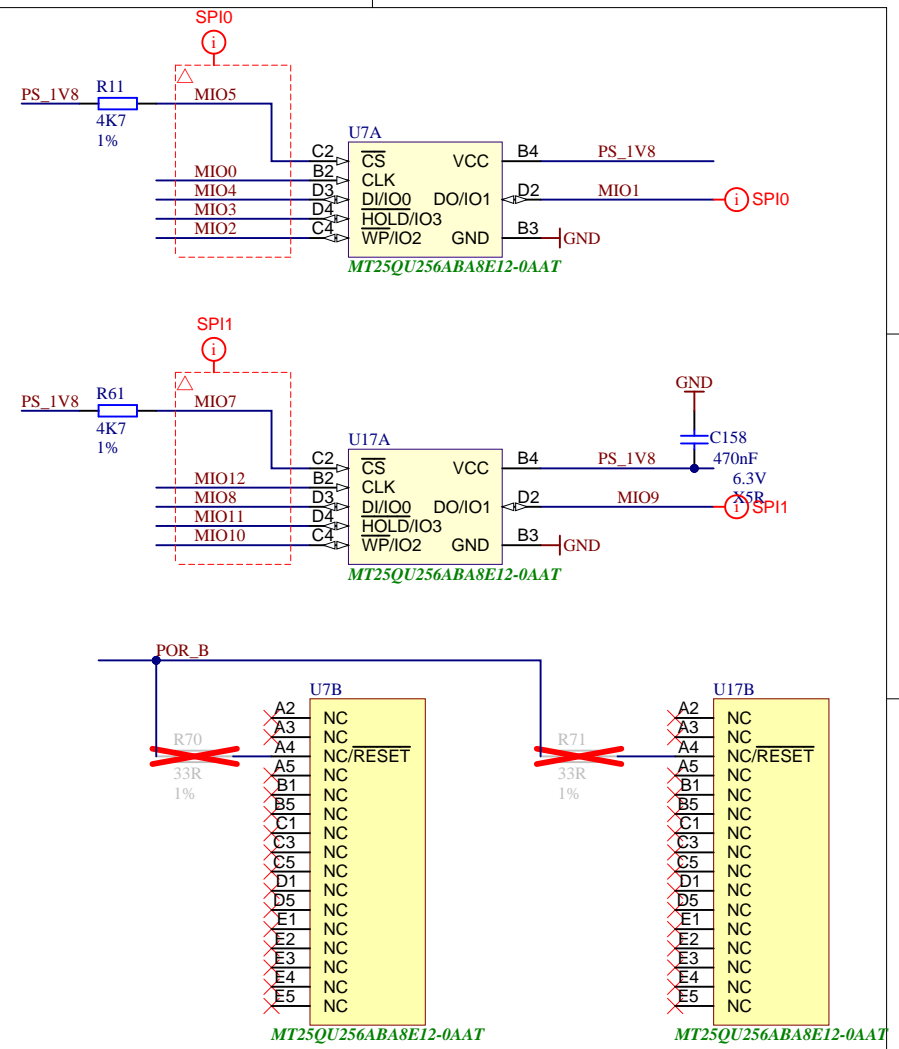 SPI0
i
PS_1V8 R11 MIO5
4K7
1%
U7A
C2 CS VCC B4 PS_1V8
MIO0 B2 CLK
MIO4 D3 DI/IO0 DO/IO1 D2 MIO1 i SPI0
MIO3 D4 HOLD/IO3
MIO2 C4 WP/IO2 GND B3 GND
MT25QU256ABA8E12-0AAT
SPI1
i
PS_1V8 R61 MIO7
4K7
1%
GND
C158
470nF
6.3V
X5R
U17A
C2 CS VCC B4 PS_1V8
MIO12 B2 CLK
MIO8 D3 DI/IO0 DO/IO1 D2 MIO9 i SPI1
MIO11 D4 HOLD/IO3
MIO10 C4 WP/IO2 GND B3 GND
MT25QU256ABA8E12-0AAT
POR_B
U7B
A2 NC
A3 NC
R70 A4 NC/RESET
33R
1%
A5 NC
B1 NC
B5 NC
C1 NC
C3 NC
C5 NC
D1 NC
D5 NC
E1 NC
E2 NC
E3 NC
E4 NC
E5 NC
MT25QU256ABA8E12-0AAT
U17B
A2 NC
A3 NC
R71 A4 NC/RESET
33R
1%
A5 NC
B1 NC
B5 NC
C1 NC
C3 NC
C5 NC
D1 NC
D5 NC
E1 NC
E2 NC
E3 NC
E4 NC
E5 NC
MT25QU256ABA8E12-0AAT